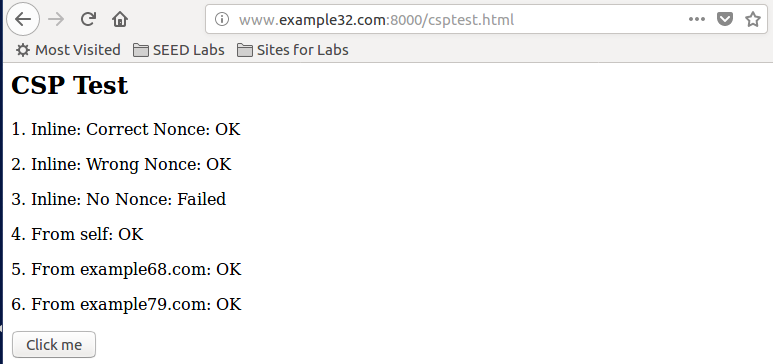 www.example32.com:8000/csptest.html
Most Visited SEED Labs Sites for Labs
CSP Test
1. Inline: Correct Nonce: OK
2. Inline: Wrong Nonce: OK
3. Inline: No Nonce: Failed
4. From self: OK
5. From example68.com: OK
6. From example79.com: OK
Click me